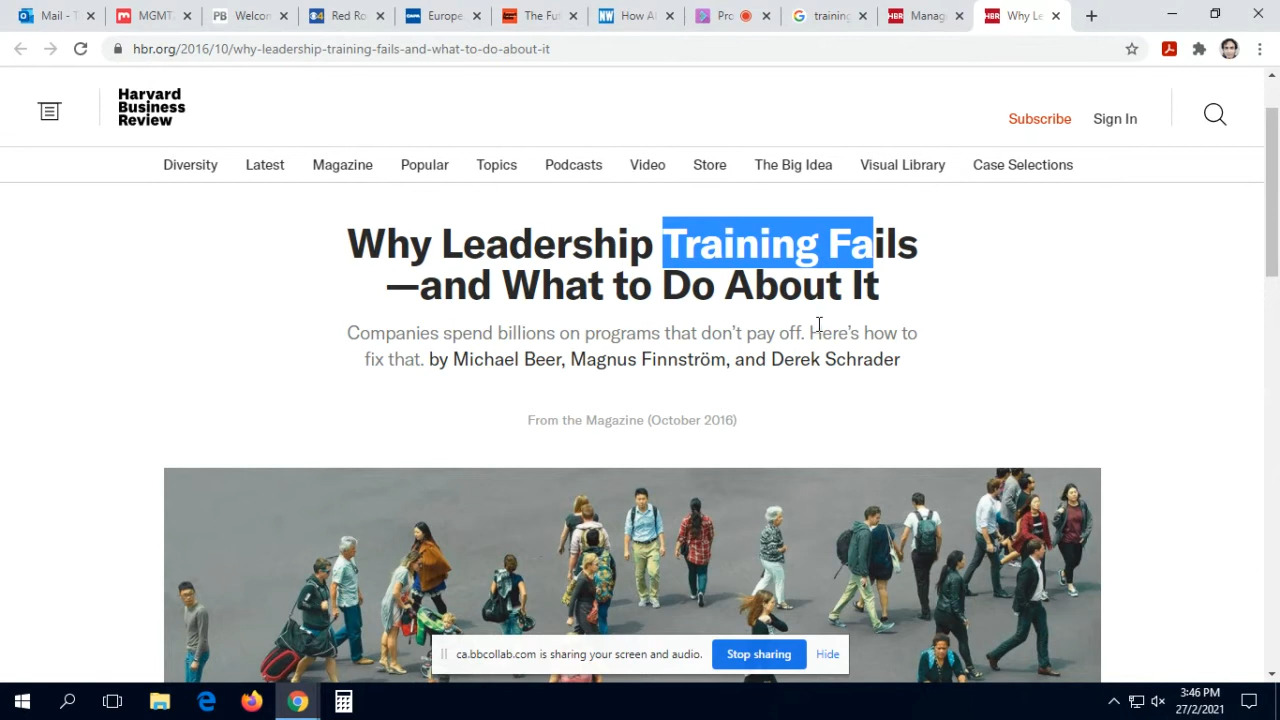 Mail - T
MGMT
Welcon
Red Ro
Europe
The Fut
How Al
Pro
training
Manag
Why Le
hbr.org/2016/10/why-leadership-training-fails-and-what-to-do-about-it
Harvard
Business
Review
Subscribe Sign In
Diversity Latest Magazine Popular Topics Podcasts Video Store The Big Idea Visual Library Case Selections
Why Leadership Training Fails
—and What to Do About It
Companies spend billions on programs that don't pay off. Here's how to
fix that. by Michael Beer, Magnus Finnström, and Derek Schrader
From the Magazine (October 2016)
ca.bbcollab.com is sharing your screen and audio. Stop sharing Hide
3:46 PM
27/2/2021